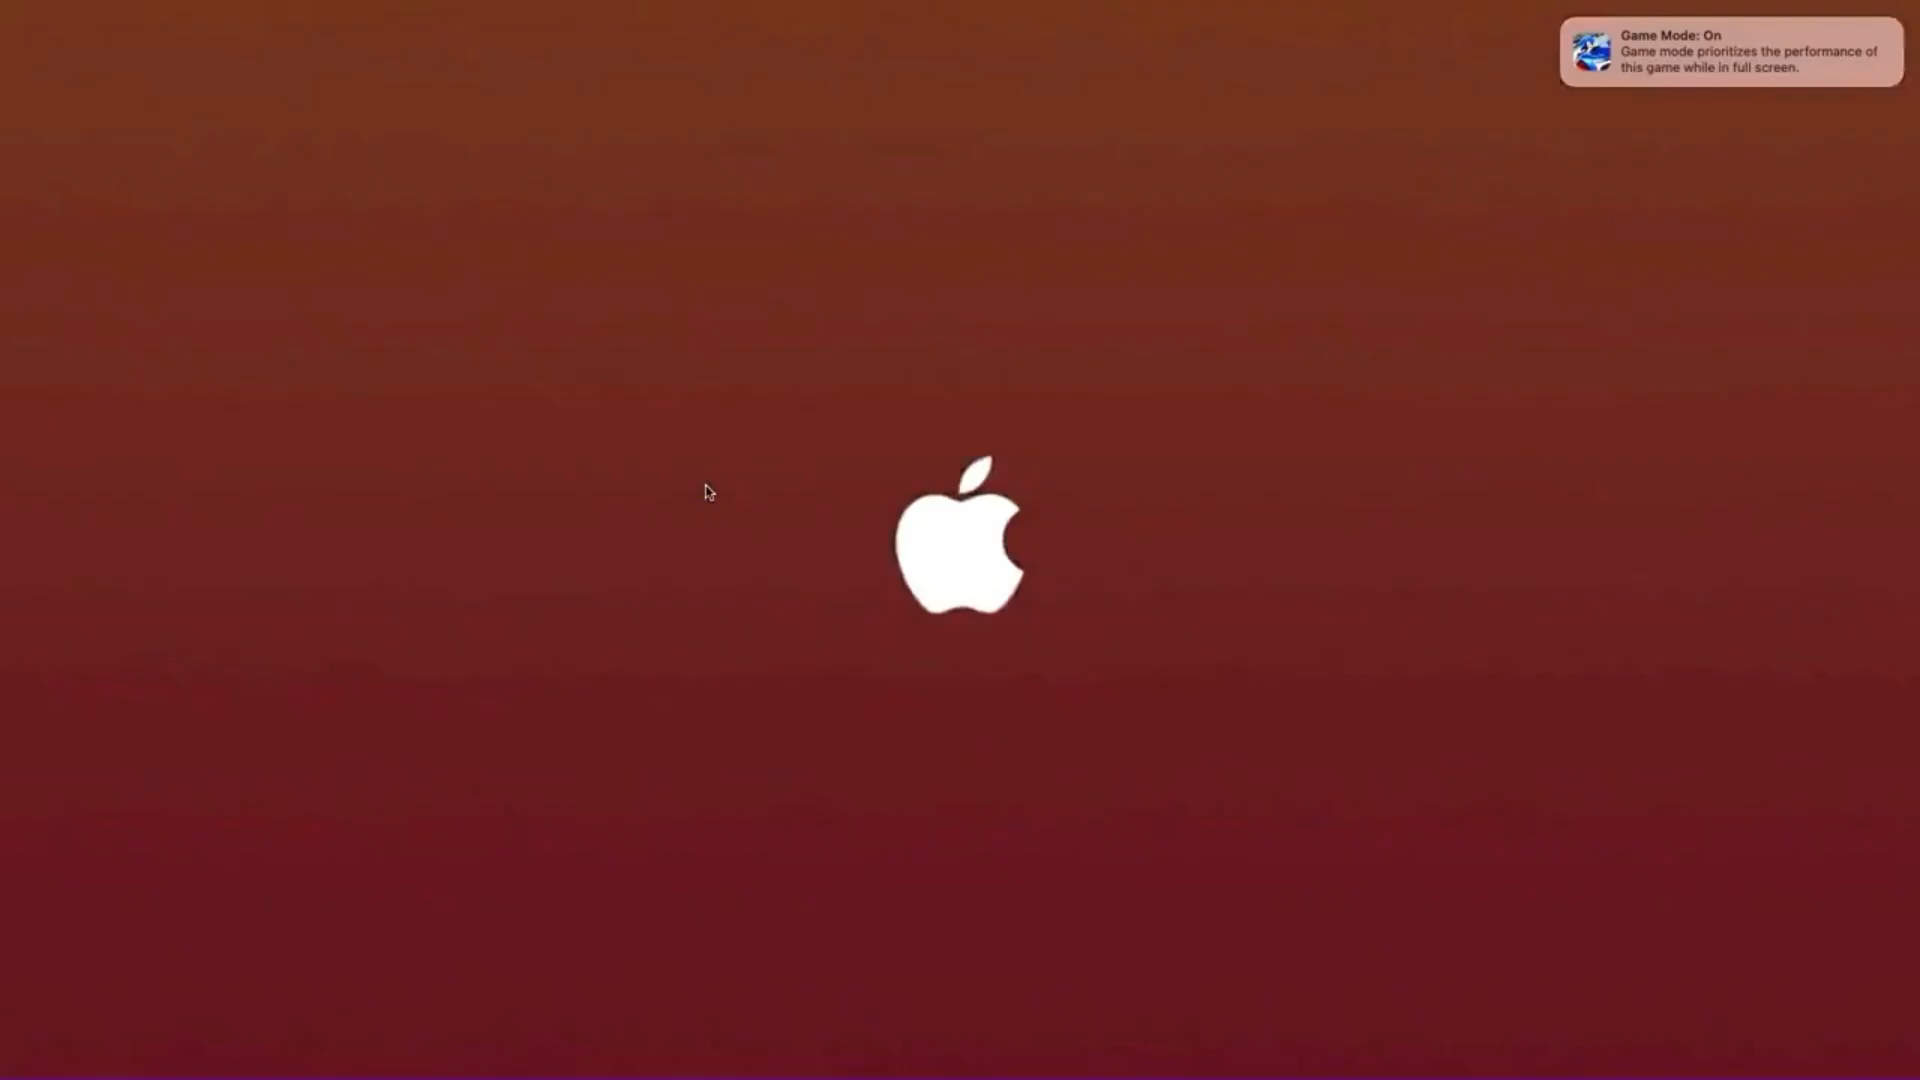 Game Mode: On
Game mode prioritizes the performance of
this game while in full screen.